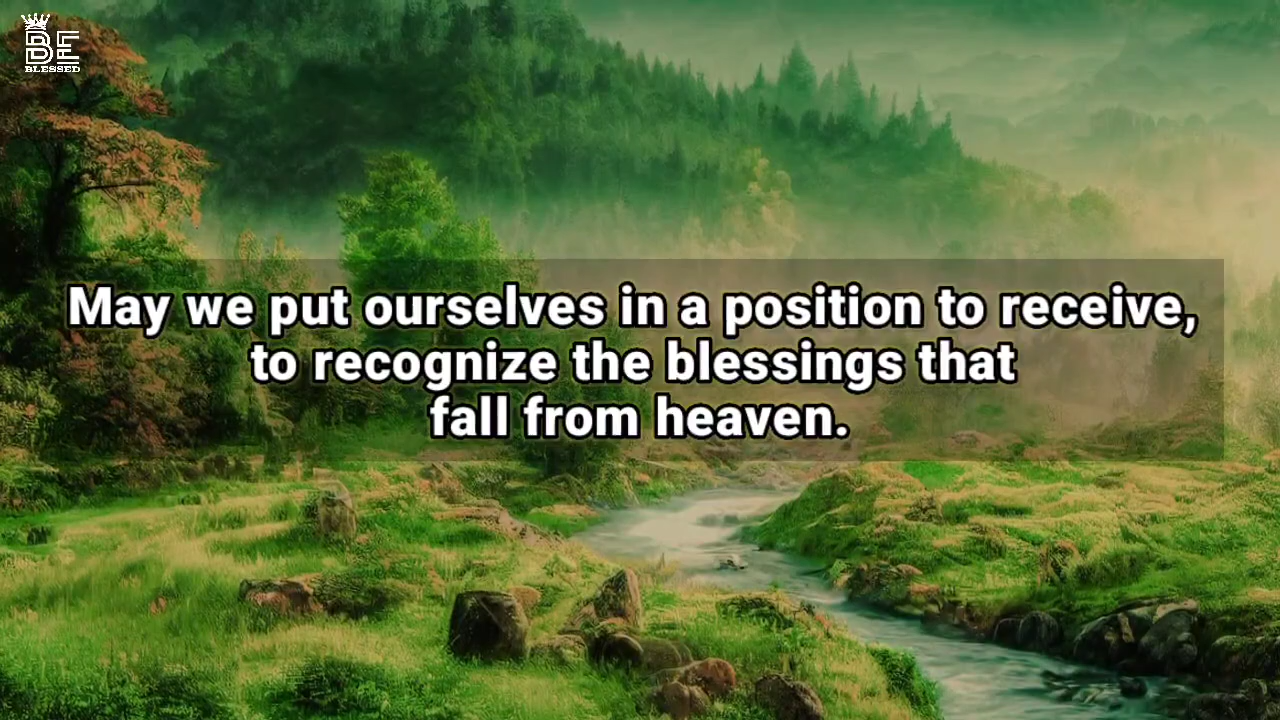 BE
BLESSED
May we put ourselves in a position to receive,
to recognize the blessings that
fall from heaven.